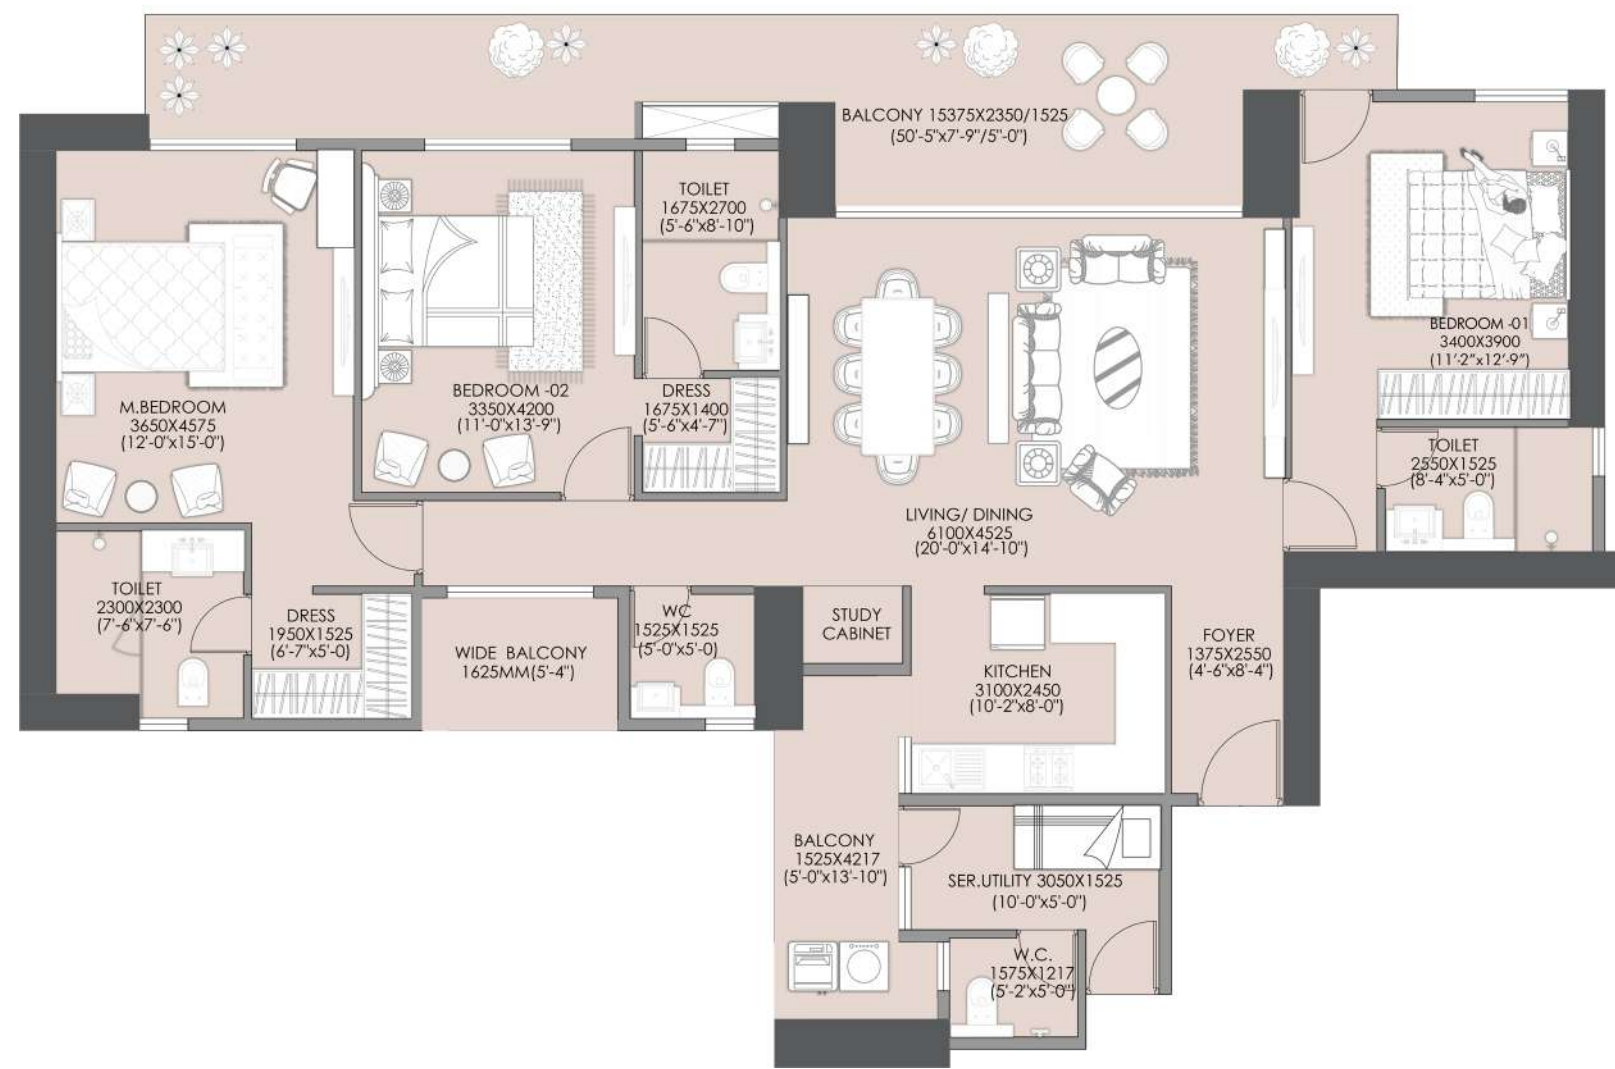 BALCONY 15375X2350/1525
(50'-5"x7'-9"/5"-0")
TOILET
1675X2700
(5'-6"x8'-10")
BEDROOM -01
3400X3900
(11'-2"x12'-9")
M.BEDROOM
3650X4575
(12'-0"x15'-0")
BEDROOM -02
3350X4200
(11'-0"x13'-9")
DRESS
1675X1400
(5'-6"x4'-7")
TOILET
2550X1525
(8'-4"x5'-0")
LIVING/ DINING
6100X4525
(20'-0"x14'-10")
TOILET
2300X2300
(7'-6"x7'-6")
DRESS
1950X1525
(6'-7"x5'-0)
WIDE BALCONY
1625MM(5'-4")
WC
1525X1525
(5'-0"x5'-0)
STUDY
CABINET
KITCHEN
3100X2450
(10'-2"x8'-0")
FOYER
1375X2550
(4'-6"x8'-4")
BALCONY
1525X4217
(5'-0"x13'-10")
SER.UTILITY 3050X1525
(10'-0"x5'-0")
W.C.
1575X1217
(5'-2"x5'-0")